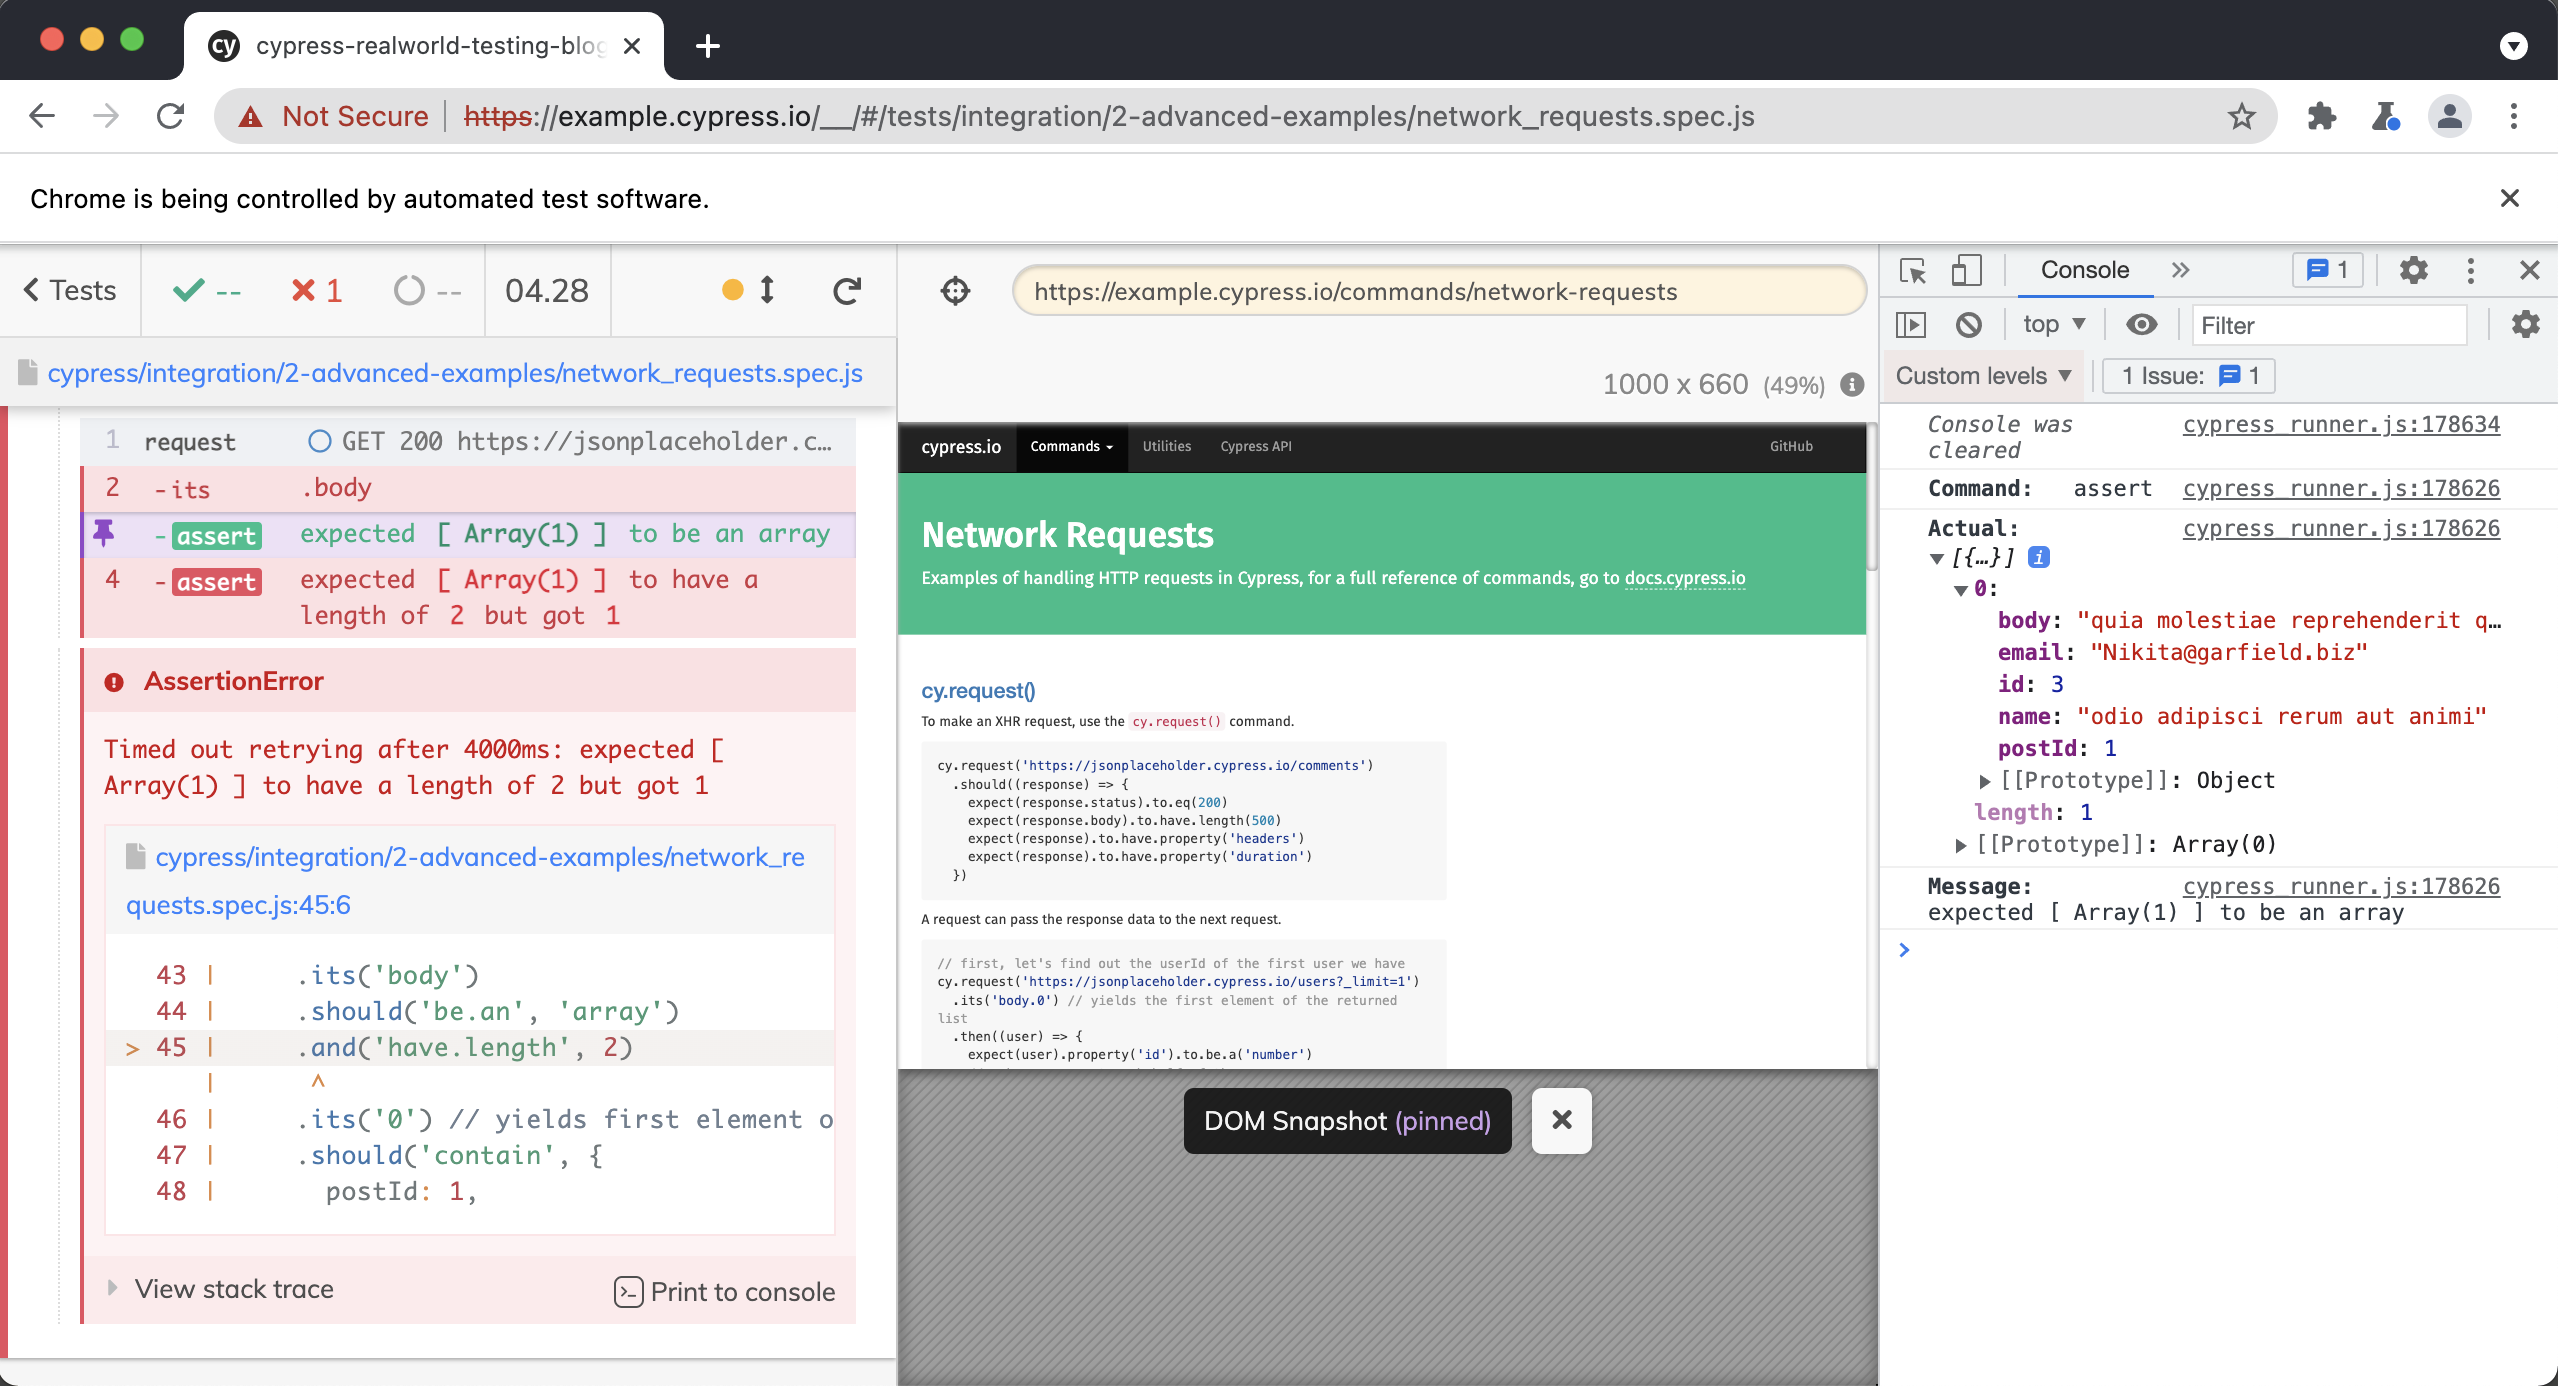 cy cypress-realworld-testing-blog
Not Secure https://example.cypress.io/__/#/tests/integration/2-advanced-examples/network_requests.spec.js
Chrome is being controlled by automated test software.
Tests -- 1 -- 04.28
cypress/integration/2-advanced-examples/network_requests.spec.js
1 request GET 200 https://jsonplaceholder.c...
2 -its .body
-assert expected [ Array(1) ] to be an array
4 -assert expected [ Array(1) ] to have a
length of 2 but got 1
AssertionError
Timed out retrying after 4000ms: expected [
Array(1) ] to have a length of 2 but got 1
cypress/integration/2-advanced-examples/network_re
quests.spec.js:45:6
43 | .its('body')
44 | .should('be.an', 'array')
> 45 | .and('have.length', 2)
| ^
46 | .its('0') // yields first element o
47 | .should('contain', {
48 | postId: 1,
View stack trace
Print to console
https://example.cypress.io/commands/network-requests
1000 x 660 (49%)
cypress.io Commands Utilities Cypress API GitHub
Network Requests
Examples of handling HTTP requests in Cypress, for a full reference of commands, go to docs.cypress.io
cy.request()
To make an XHR request, use the cy.request() command.
cy.request('https://jsonplaceholder.cypress.io/comments')
.should((response) => {
expect(response.status).to.eq(200)
expect(response.body).to.have.length(500)
expect(response).to.have.property('headers')
expect(response).to.have.property('duration')
})
A request can pass the response data to the next request.
// first, let's find out the userId of the first user we have
cy.request('https://jsonplaceholder.cypress.io/users?_limit=1')
.its('body.0') // yields the first element of the returned
list
.then((user) => {
expect(user).property('id').to.be.a('number')
DOM Snapshot (pinned)
Console 1
top Filter
Custom levels 1 Issue: 1
Console was cypress_runner.js:178634
cleared
Command: assert cypress_runner.js:178626
Actual: cypress_runner.js:178626
[{…}] i
0:
body: "quia molestiae reprehenderit q…
email: "Nikita@garfield.biz"
id: 3
name: "odio adipisci rerum aut animi"
postId: 1
[[Prototype]]: Object
length: 1
[[Prototype]]: Array(0)
Message: cypress_runner.js:178626
expected [ Array(1) ] to be an array